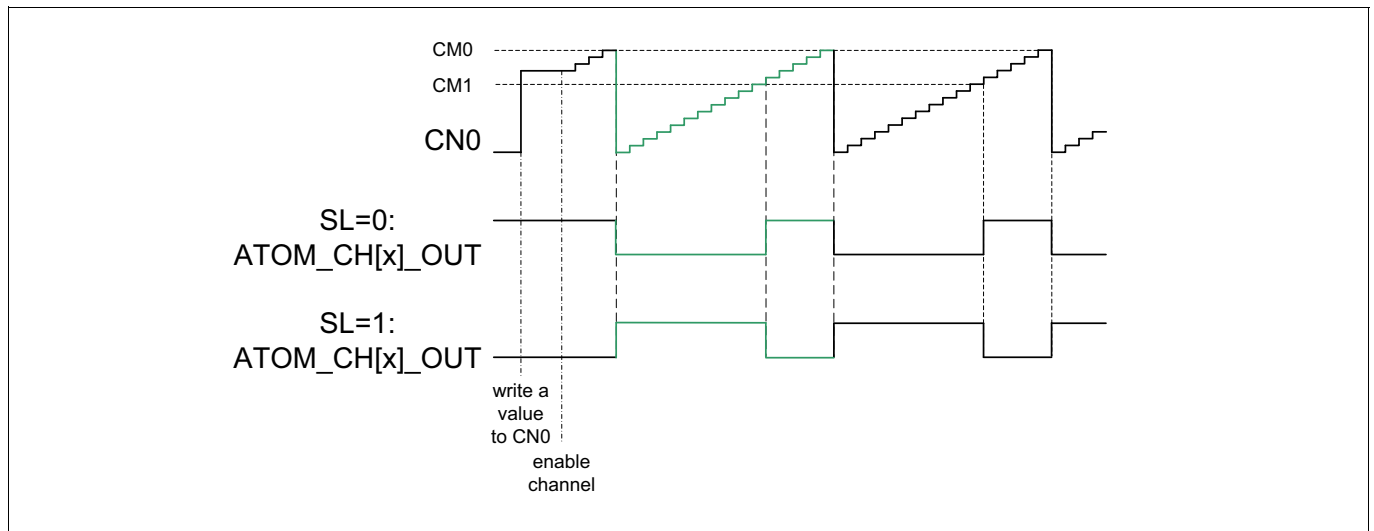 CM0
CM1
CN0
SL=0:
ATOM_CH[x]_OUT
SL=1:
ATOM_CH[x]_OUT
write a
value
to CN0
enable
channel